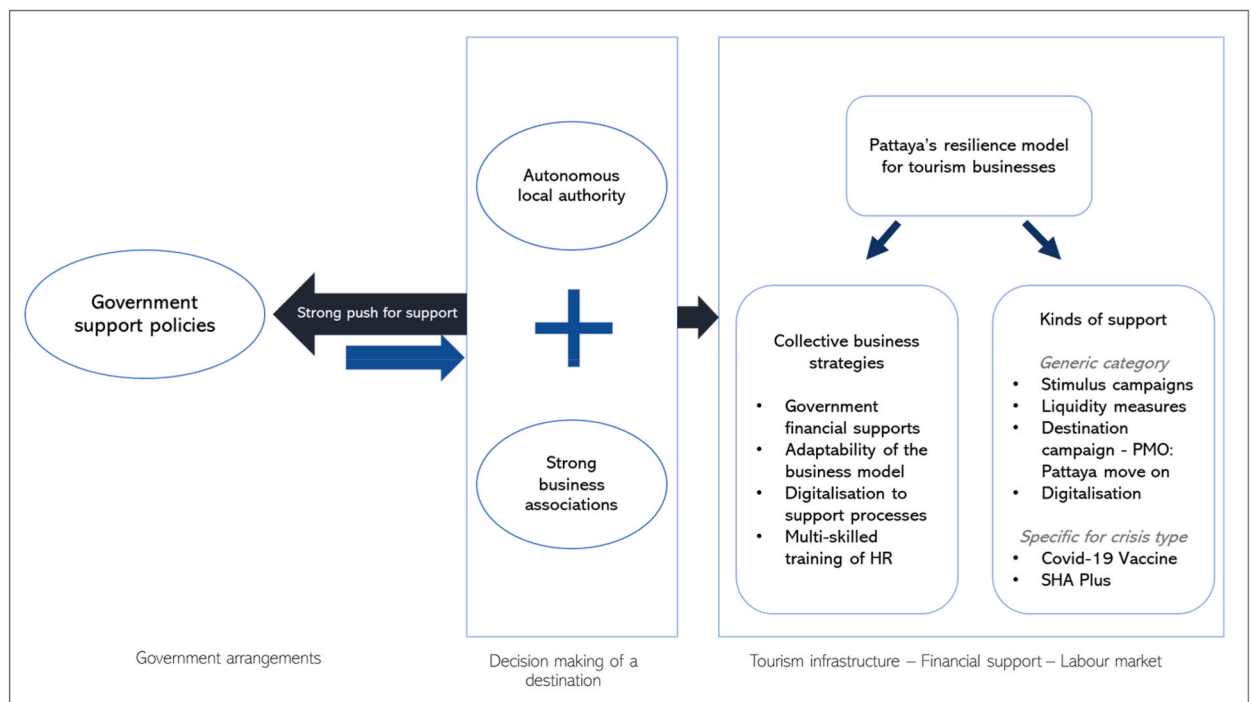 Government
support policies
Strong push for support
Autonomous
local authority
Strong
business
associations
Pattaya's resilience model
for tourism businesses
Collective business
strategies
• Government
financial supports
• Adaptability of the
business model
• Digitalisation to
support processes
• Multi-skilled
training of HR
Kinds of support
Generic category
• Stimulus campaigns
• Liquidity measures
• Destination
campaign - PMO:
Pattaya move on
• Digitalisation
Specific for crisis type
• Covid-19 Vaccine
• SHA Plus
Government arrangements
Decision making of a
destination
Tourism infrastructure – Financial support – Labour market